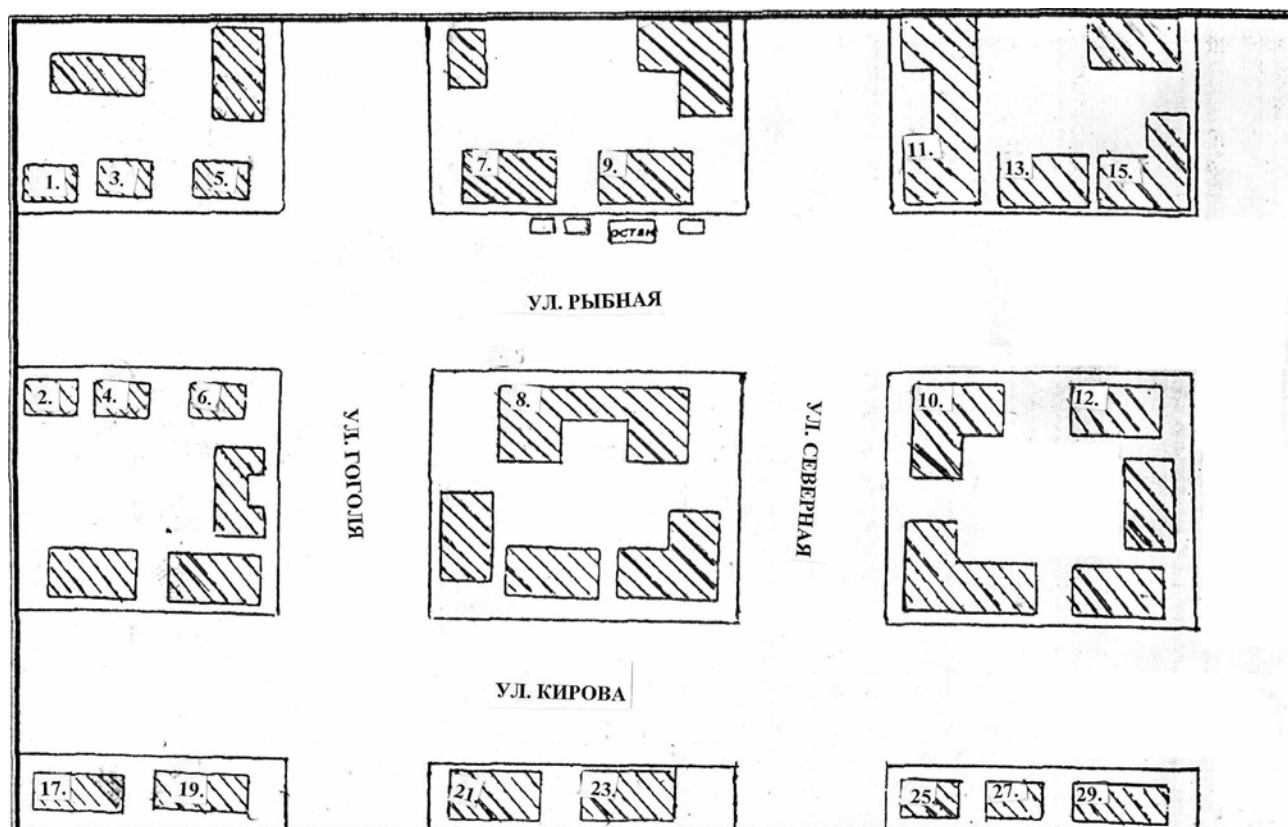 1. 3. 5. 7. 9. 11. 13. 15.
ОСТАН
УЛ. РЫБНАЯ
2. 4. 6. 8. 10. 12.
УЛ. ГОГОЛЯ
УЛ. СЕВЕРНАЯ
УЛ. КИРОВА
17. 19. 21. 23. 25. 27. 29.